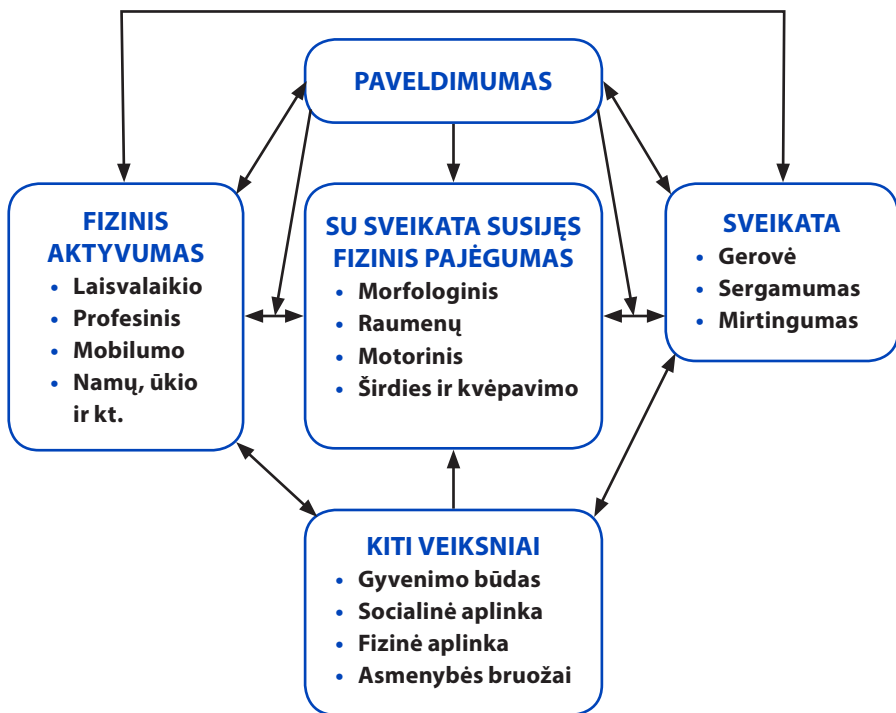 PAVELDIMUMAS
FIZINIS
AKTYVUMAS
• Laisvalaikio
• Profesinis
• Mobilumo
• Namų, ūkio
ir kt.
SU SVEIKATA SUSIJĘS
FIZINIS PAJĖGUMAS
• Morfologinis
• Raumenų
• Motorinis
• Širdies ir kvėpavimo
SVEIKATA
• Gerovė
• Sergamumas
• Mirtingumas
KITI VEIKSNIAI
• Gyvenimo būdas
• Socialinė aplinka
• Fizinė aplinka
• Asmenybės bruožai